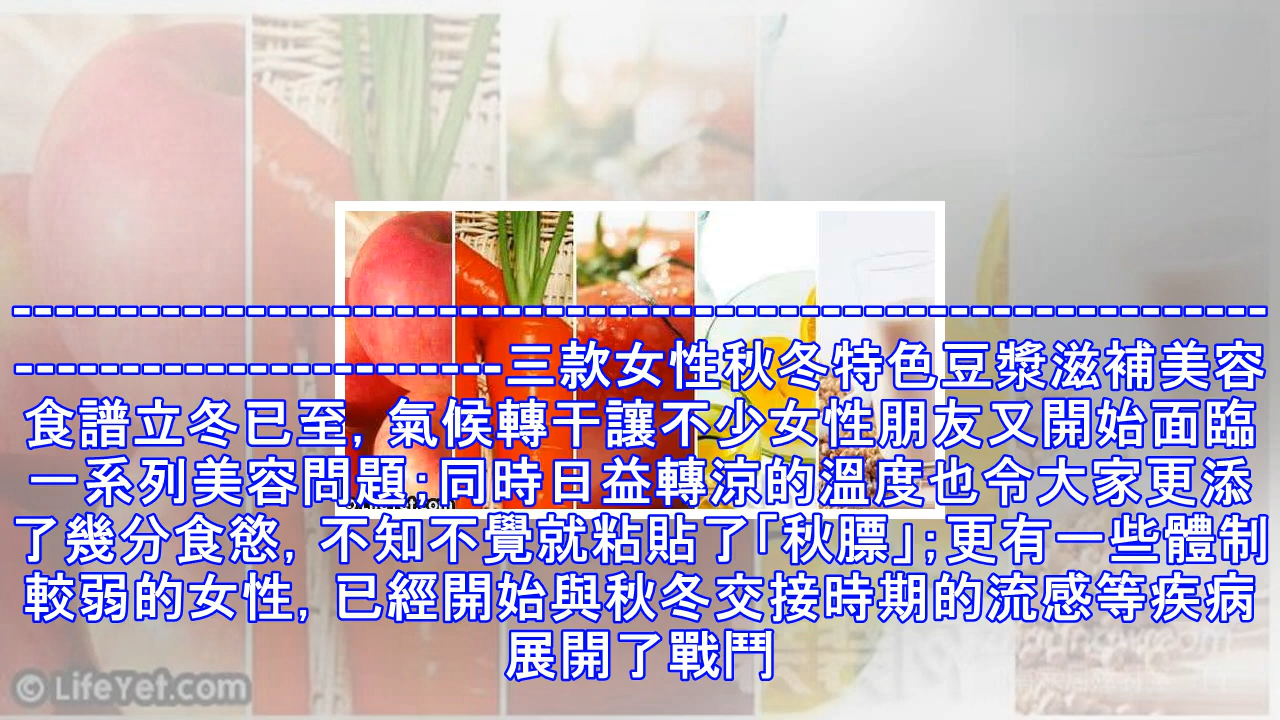 ----------------------------------------------------------
-----------------------三款女性秋冬特色豆漿滋補美容
食譜立冬已至, 氣候轉干讓不少女性朋友又開始面臨
一系列美容問題: 同時日益轉涼的溫度也令大家更添
了幾分食慾, 不知不覺就粘貼了「秋膘」; 更有一些體制
較弱的女性, 已經開始與秋冬交接時期的流感等疾病
展開了戰鬥
© LifeYet.com